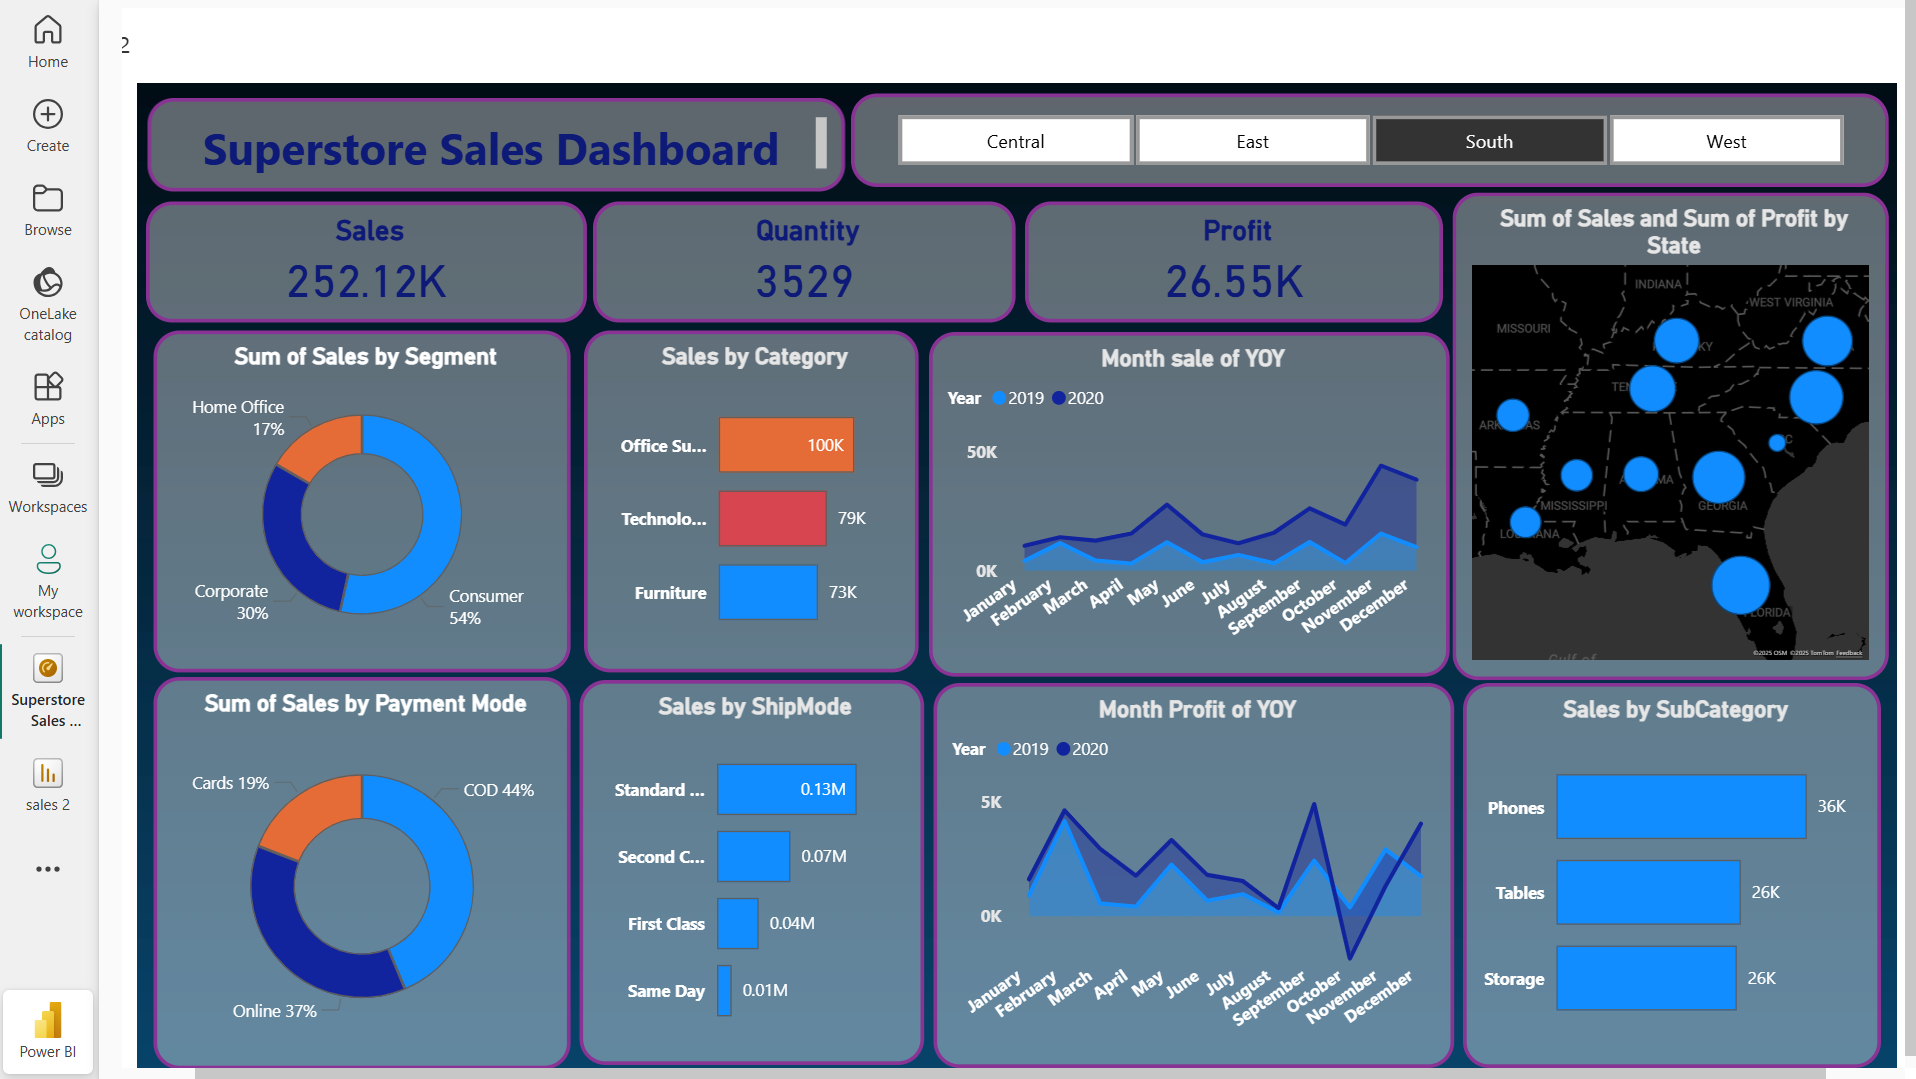 Home
Create
Browse
OneLake
catalog
Apps
Workspaces
My
workspace
Superstore
Sales ...
sales 2
Power BI
2
Superstore Sales Dashboard
Central
East
South
West
Sales
252.12K
Quantity
3529
Profit
26.55K
Sum of Sales and Sum of Profit by
State
INDIANA
WEST VIRGINIA
MISSOURI
MISSISSIPPI
GEORGIA
©2025 OSM ©2025 TomTom Feedback
Sum of Sales by Segment
Home Office
17%
Corporate
30%
Consumer
54%
Sales by Category
Office Su...
100K
Technolo...
79K
Furniture
73K
Month sale of YOY
Year 2019 2020
50K
0K
January
February
March
April
May
June
July
August
September
October
November
December
Sum of Sales by Payment Mode
Cards 19%
COD 44%
Online 37%
Sales by ShipMode
Standard ...
0.13M
Second C...
0.07M
First Class
0.04M
Same Day
0.01M
Month Profit of YOY
Year 2019 2020
5K
0K
January
February
March
April
May
June
July
August
September
October
November
December
Sales by SubCategory
Phones
36K
Tables
26K
Storage
26K